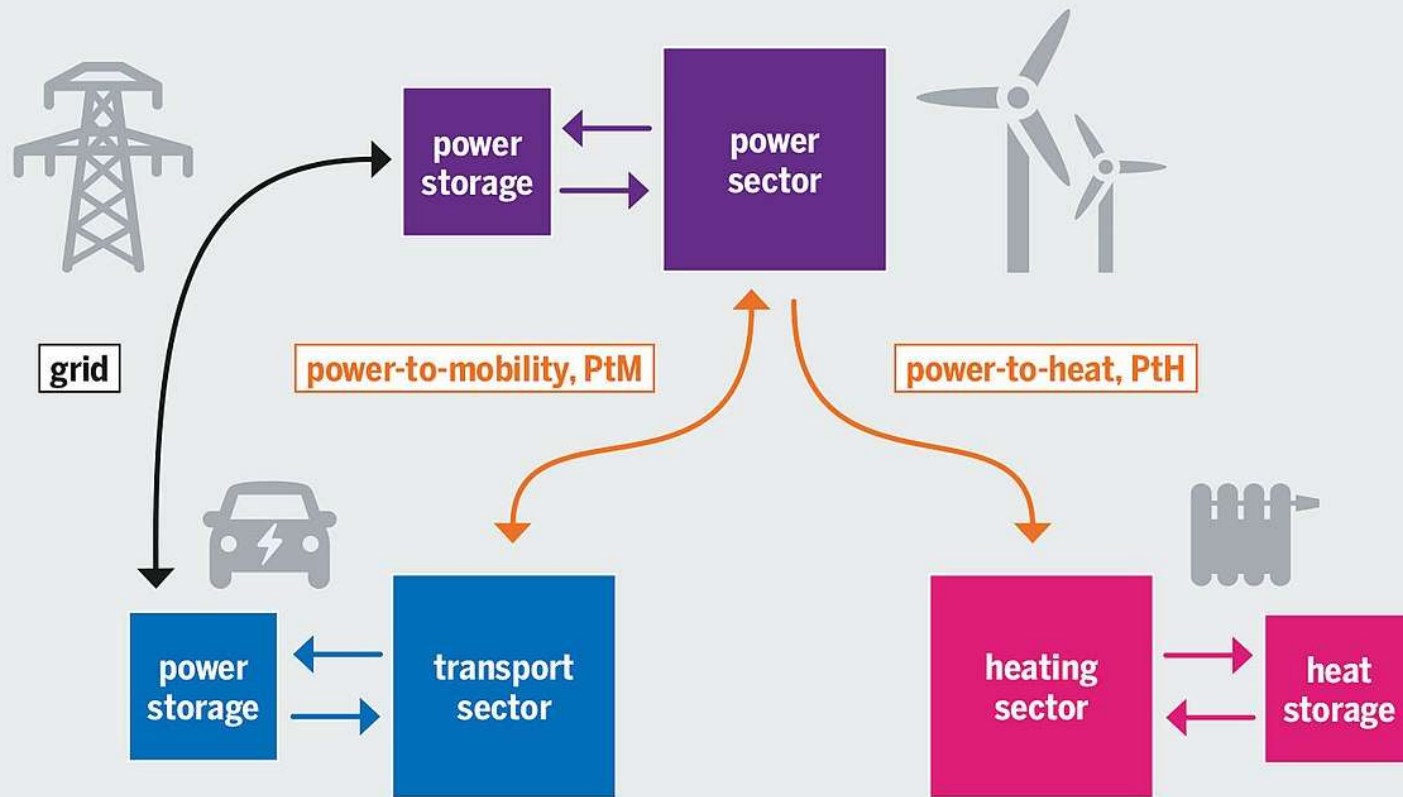 power
storage
power
sector
grid
power-to-mobility, PtM
power-to-heat, PtH
power
storage
transport
sector
heating
sector
heat
storage